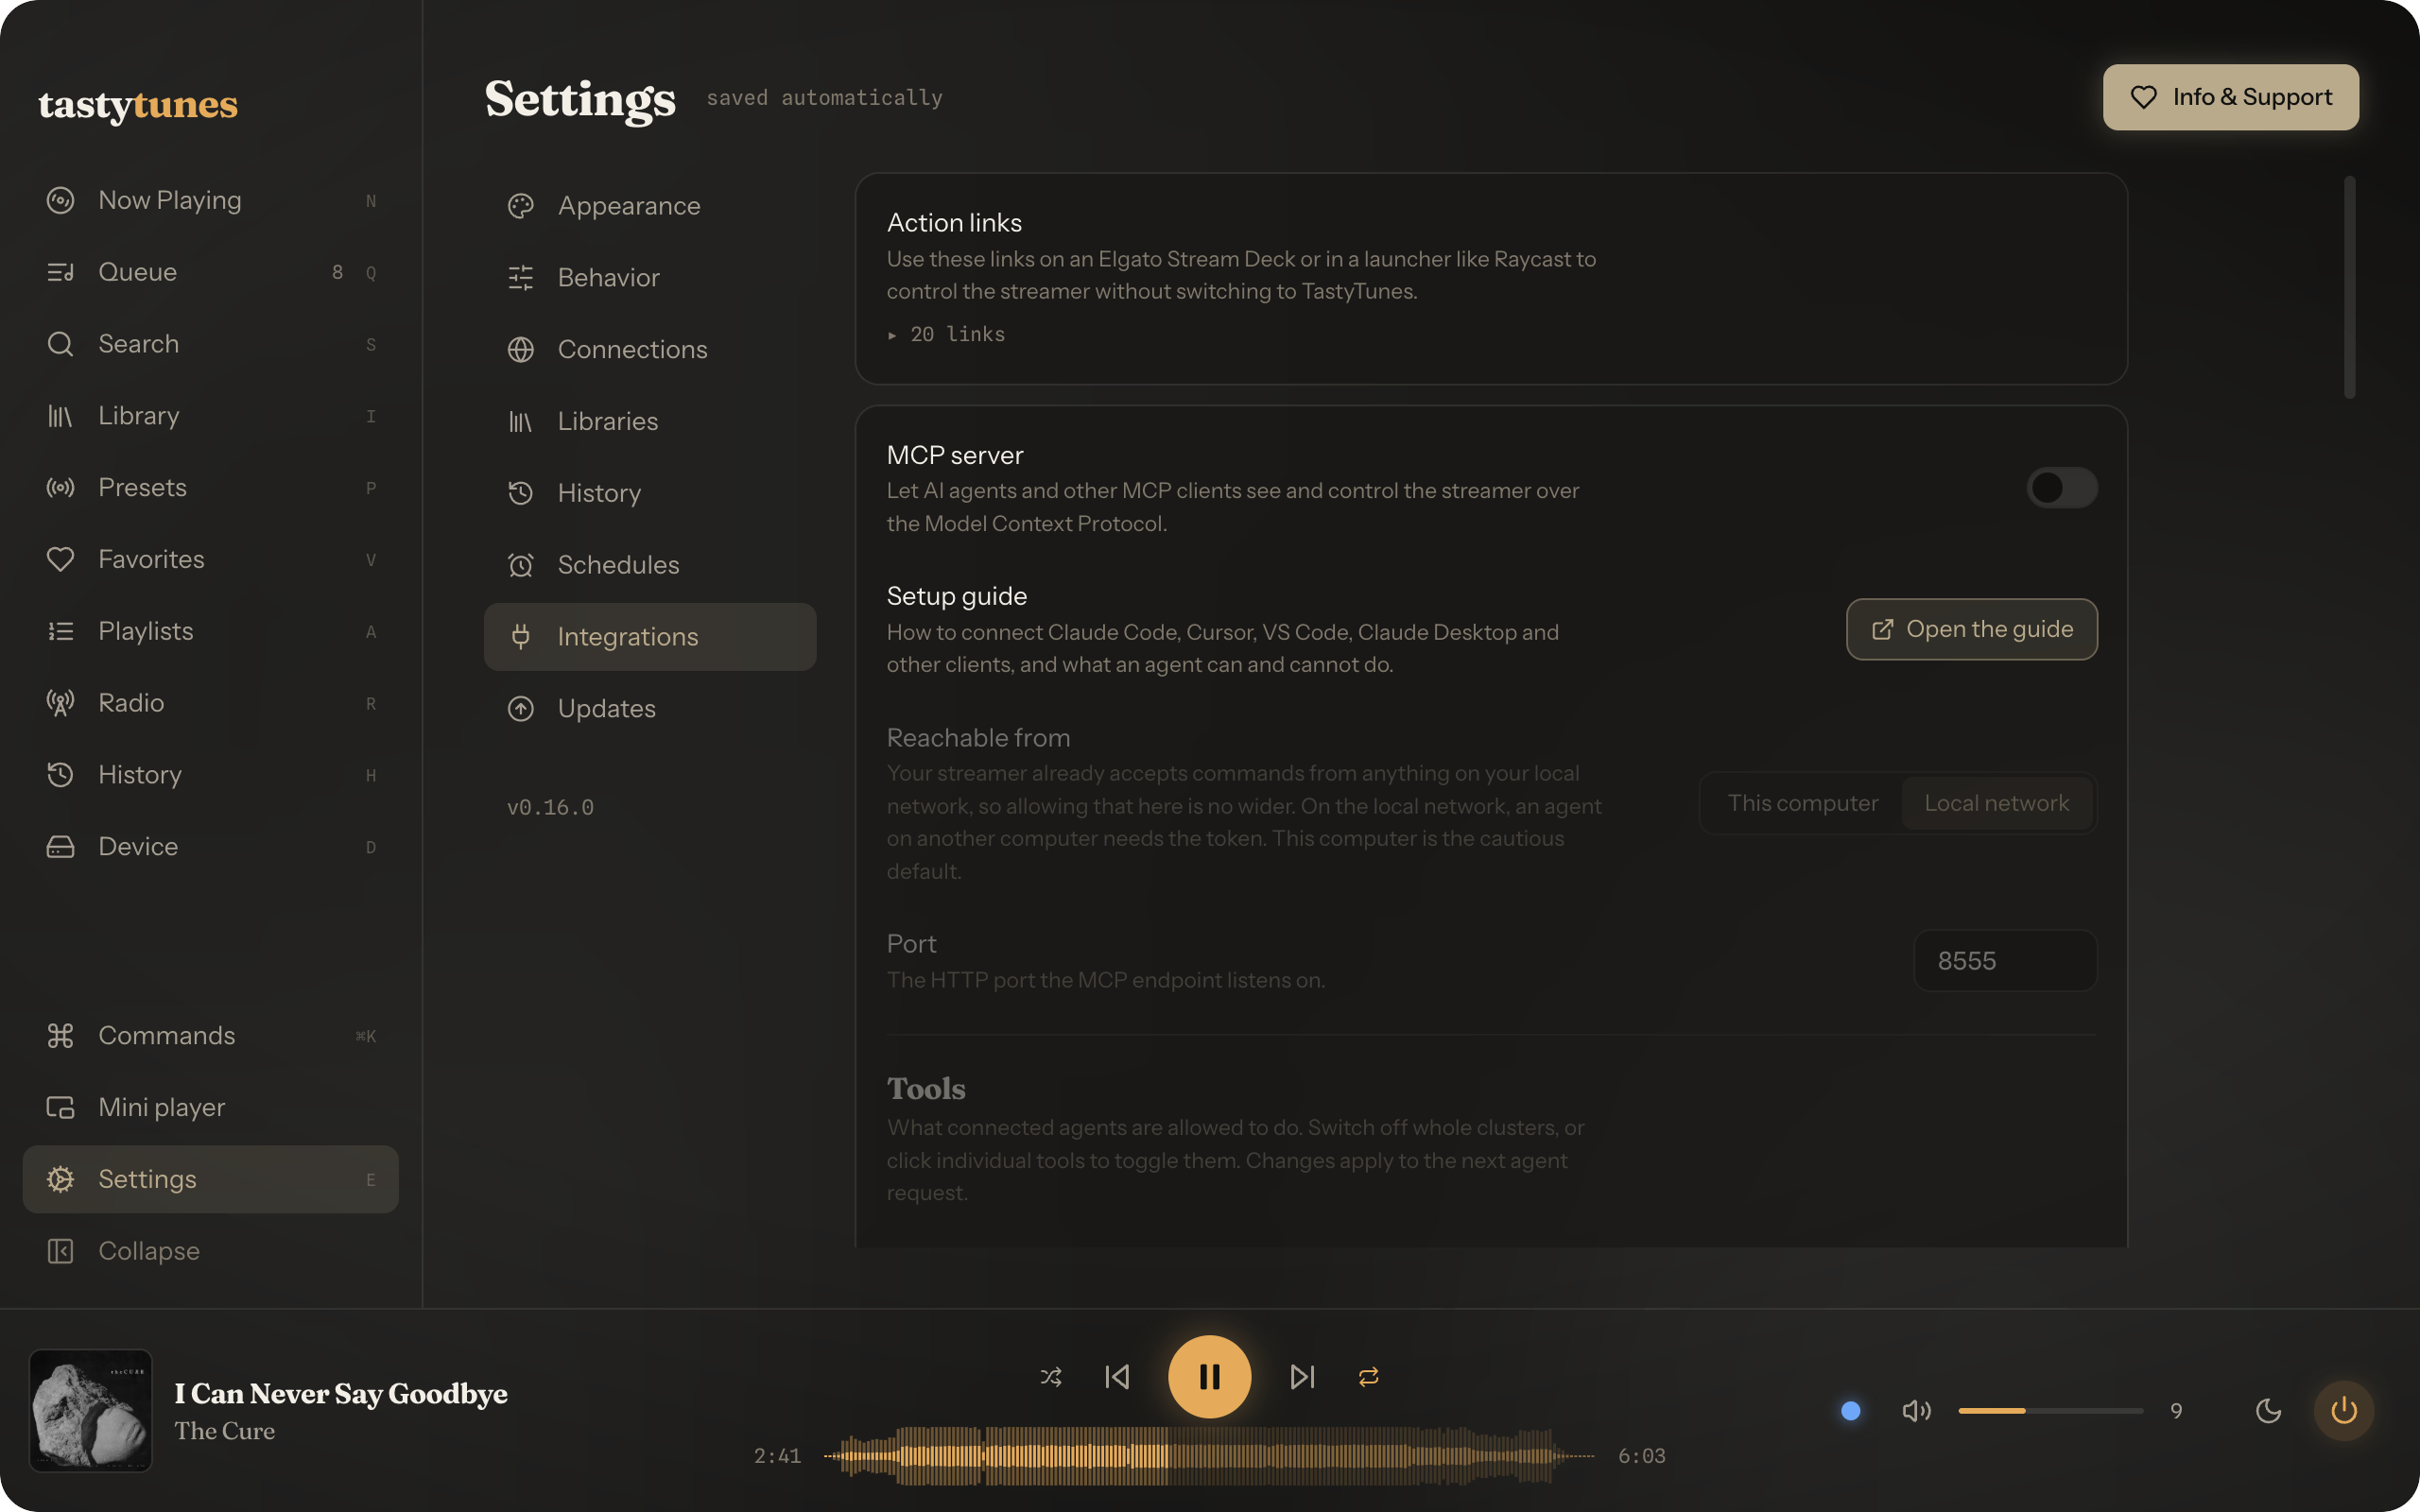 tastytunes
Now Playing N
Queue 8 Q
Search S
Library I
Presets P
Favorites V
Playlists A
Radio R
History H
Device D
Commands ⌘K
Mini player
Settings E
Collapse
Settings saved automatically
Info & Support
Appearance
Behavior
Connections
Libraries
History
Schedules
Integrations
Updates
v0.16.0
Action links
Use these links on an Elgato Stream Deck or in a launcher like Raycast to
control the streamer without switching to TastyTunes.
▸ 20 links
MCP server
Let AI agents and other MCP clients see and control the streamer over
the Model Context Protocol.
Setup guide
How to connect Claude Code, Cursor, VS Code, Claude Desktop and
other clients, and what an agent can and cannot do.
Open the guide
Reachable from
Your streamer already accepts commands from anything on your local
network, so allowing that here is no wider. On the local network, an agent
on another computer needs the token. This computer is the cautious
default.
This computer Local network
Port
The HTTP port the MCP endpoint listens on.
8555
Tools
What connected agents are allowed to do. Switch off whole clusters, or
click individual tools to toggle them. Changes apply to the next agent
request.
theCURE
I Can Never Say Goodbye
The Cure
2:41
6:03
9